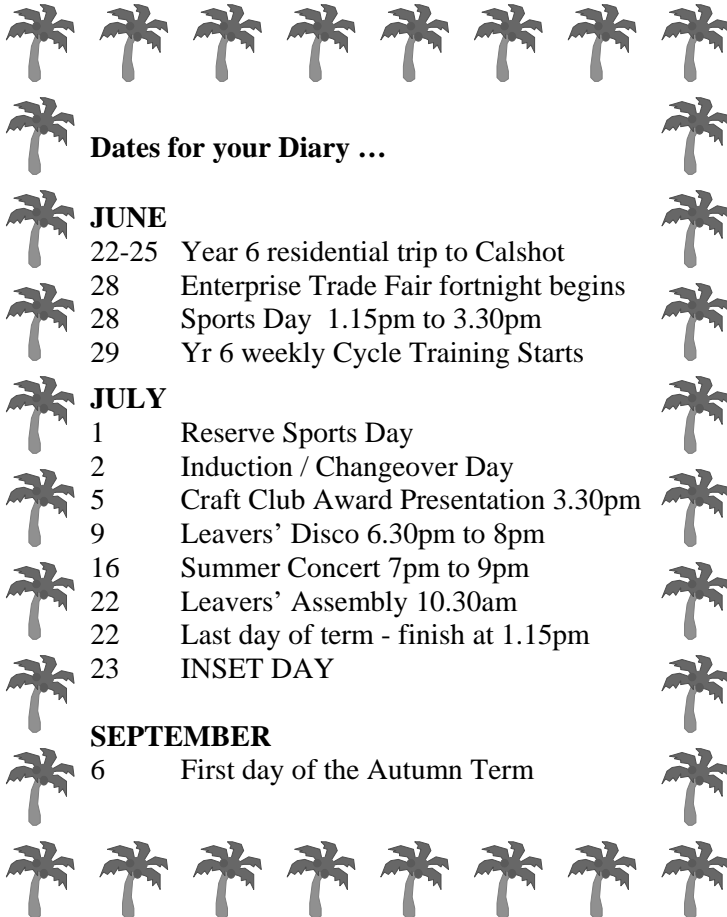 Dates for your Diary …
JUNE
22-25 Year 6 residential trip to Calshot
28 Enterprise Trade Fair fortnight begins
28 Sports Day 1.15pm to 3.30pm
29 Yr 6 weekly Cycle Training Starts
JULY
1 Reserve Sports Day
2 Induction / Changeover Day
5 Craft Club Award Presentation 3.30pm
9 Leavers’ Disco 6.30pm to 8pm
16 Summer Concert 7pm to 9pm
22 Leavers’ Assembly 10.30am
22 Last day of term - finish at 1.15pm
23 INSET DAY
SEPTEMBER
6 First day of the Autumn Term